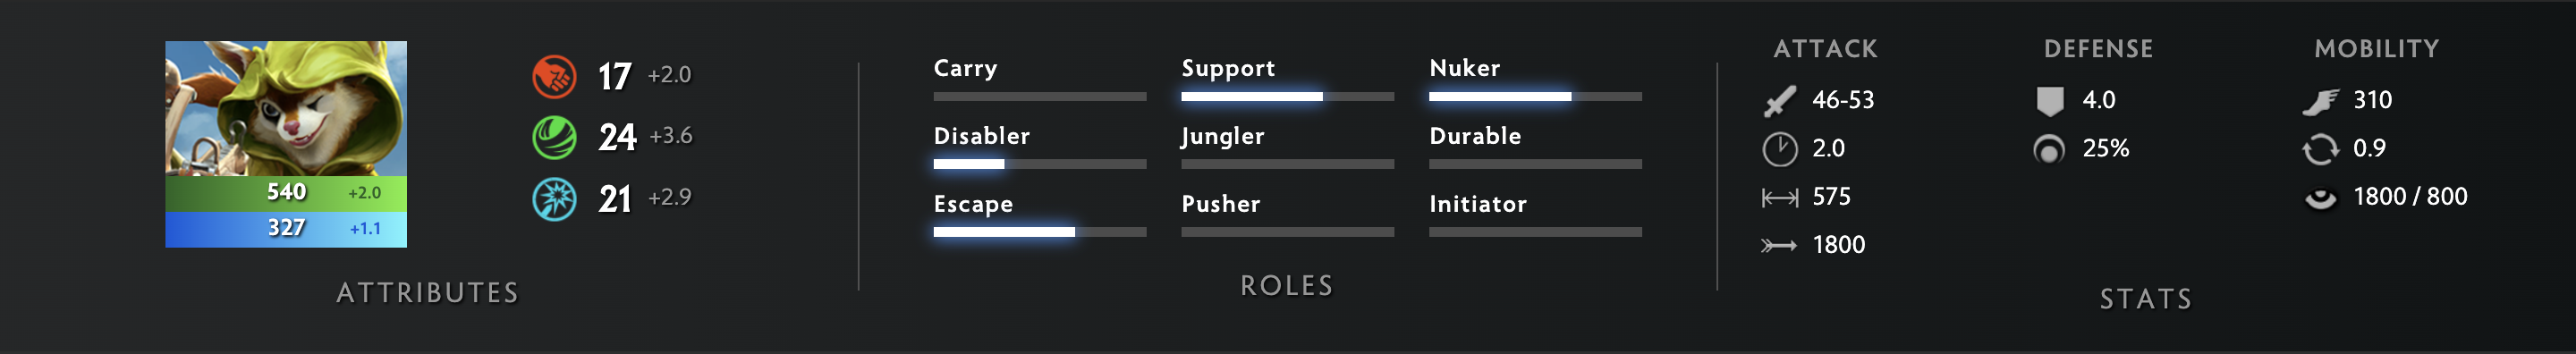 540 +2.0
327 +1.1
17 +2.0
24 +3.6
21 +2.9
ATTRIBUTES
Carry Support Nuker
Disabler Jungler Durable
Escape Pusher Initiator
ROLES
ATTACK
46-53
2.0
575
1800
DEFENSE
4.0
25%
MOBILITY
310
0.9
1800 / 800
STATS